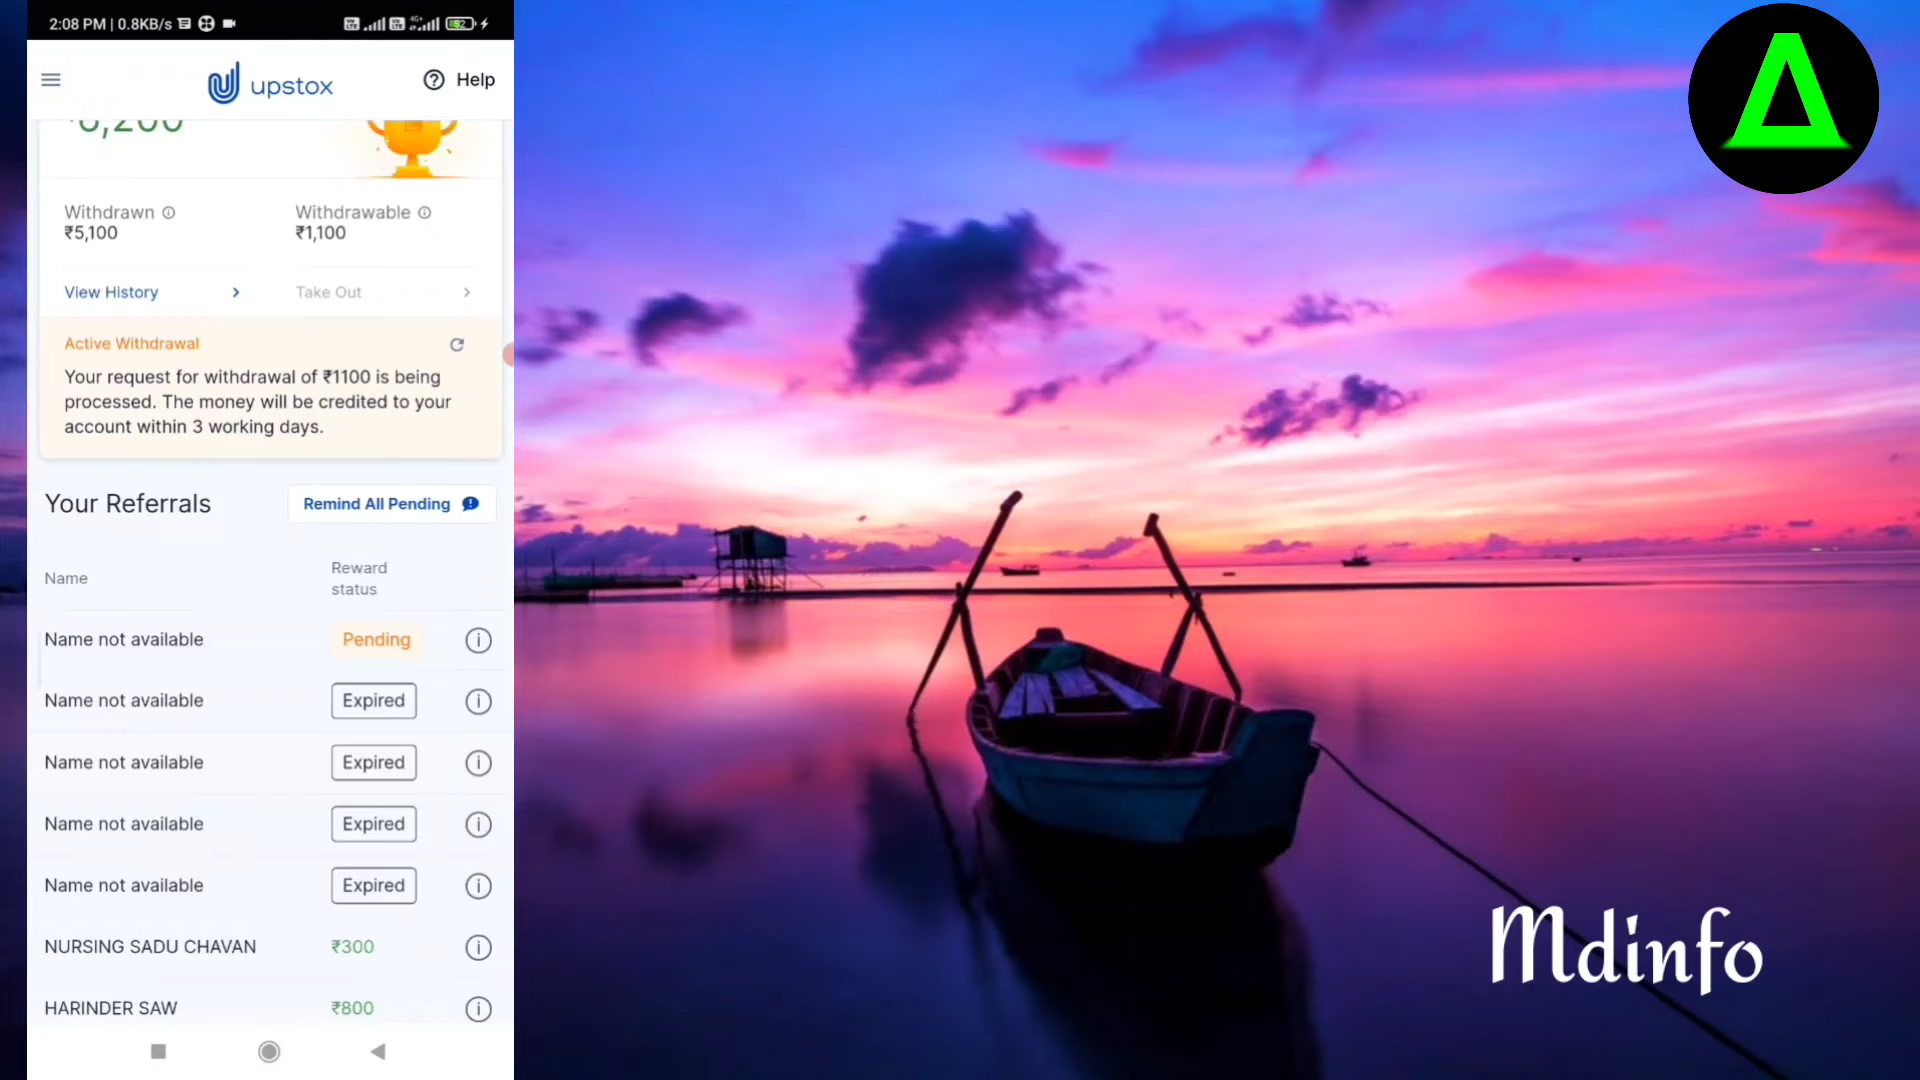 2:08 PM | 0.8KB/s
4G+
52
upstox
Help
Withdrawn
Withdrawable
₹5,100
₹1,100
View History
Take Out
Active Withdrawal
Your request for withdrawal of ₹1100 is being
processed. The money will be credited to your
account within 3 working days.
Your Referrals
Remind All Pending
Name
Reward
status
Name not available
Pending
Name not available
Expired
Name not available
Expired
Name not available
Expired
Name not available
Expired
NURSING SADU CHAVAN
₹300
HARINDER SAW
₹800
Mdinfo